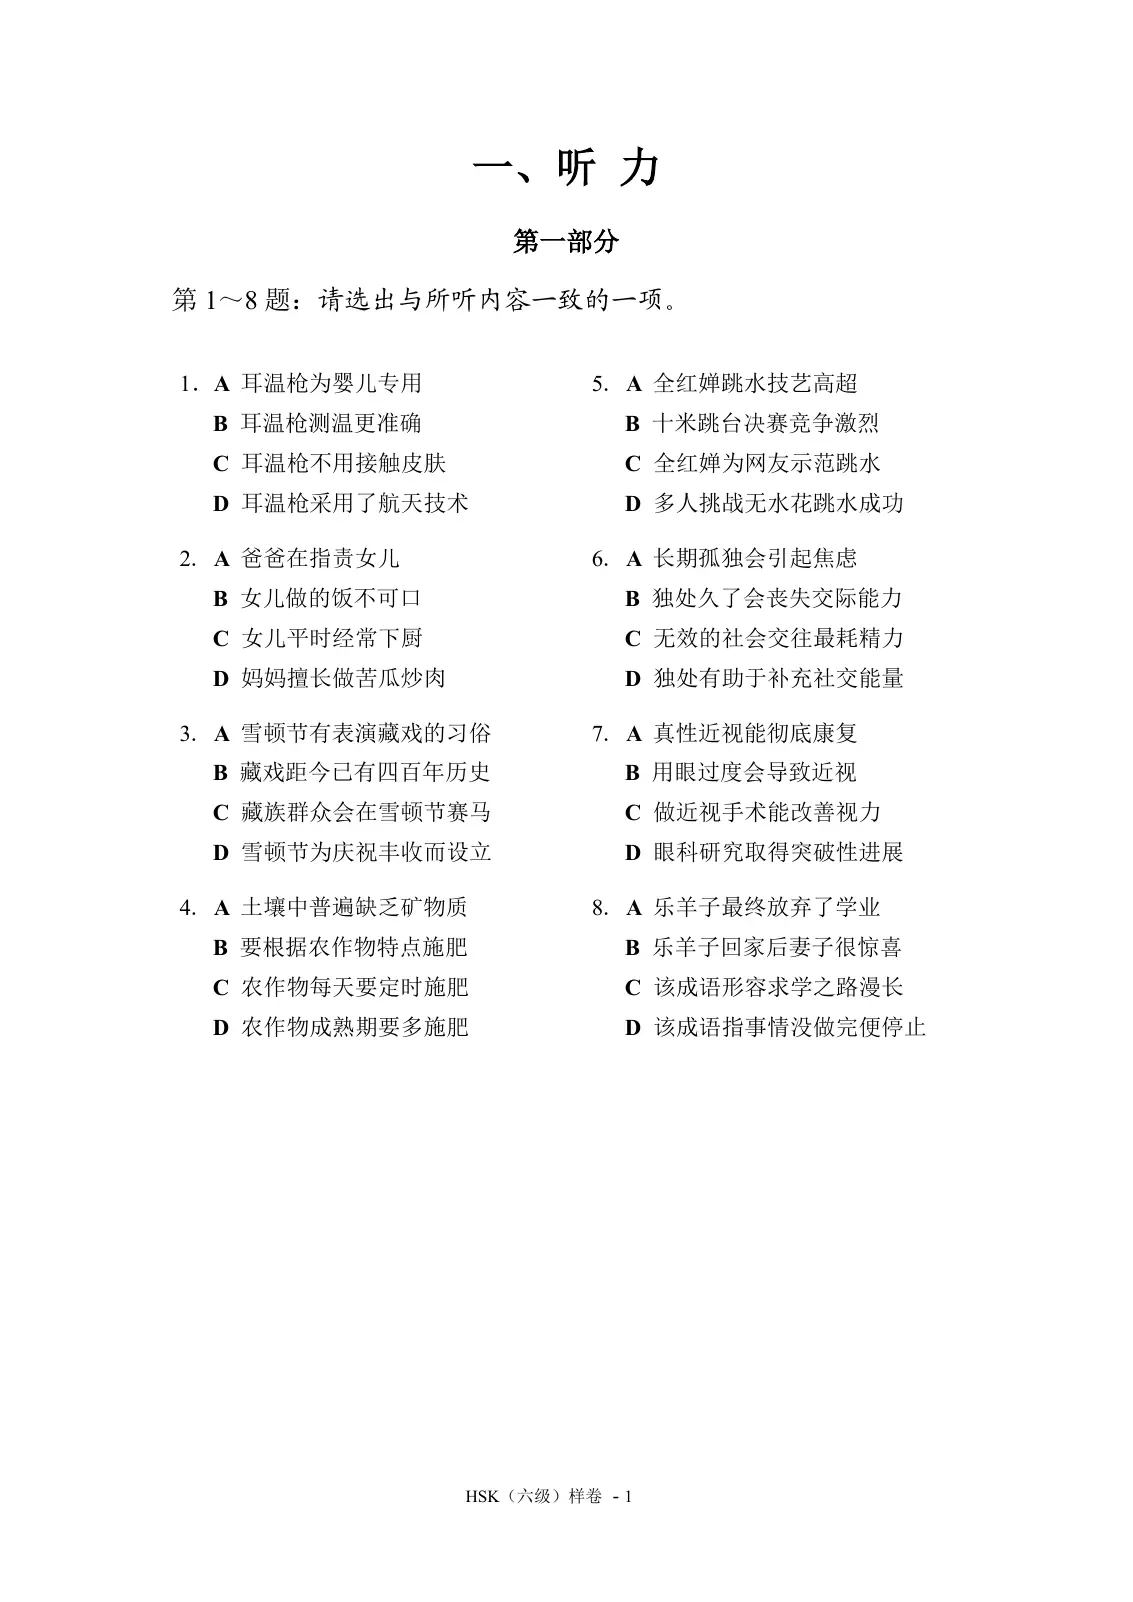 一、听 力
第一部分
第 1～8 题：请选出与所听内容一致的一项。
1. A 耳温枪为婴儿专用
B 耳温枪测温更准确
C 耳温枪不用接触皮肤
D 耳温枪采用了航天技术
2. A 爸爸在指责女儿
B 女儿做的饭不可口
C 女儿平时经常下厨
D 妈妈擅长做苦瓜炒肉
3. A 雪顿节有表演藏戏的习俗
B 藏戏距今已有四百年历史
C 藏族群众会在雪顿节赛马
D 雪顿节为庆祝丰收而设立
4. A 土壤中普遍缺乏矿物质
B 要根据农作物特点施肥
C 农作物每天要定时施肥
D 农作物成熟期要多施肥
5. A 全红婵跳水技艺高超
B 十米跳台决赛竞争激烈
C 全红婵为网友示范跳水
D 多人挑战无水花跳水成功
6. A 长期孤独会引起焦虑
B 独处久了会丧失交际能力
C 无效的社会交往最耗精力
D 独处有助于补充社交能量
7. A 真性近视能彻底康复
B 用眼过度会导致近视
C 做近视手术能改善视力
D 眼科研究取得突破性进展
8. A 乐羊子最终放弃了学业
B 乐羊子回家后妻子很惊喜
C 该成语形容求学之路漫长
D 该成语指事情没做完便停止
HSK（六级）样卷 - 1